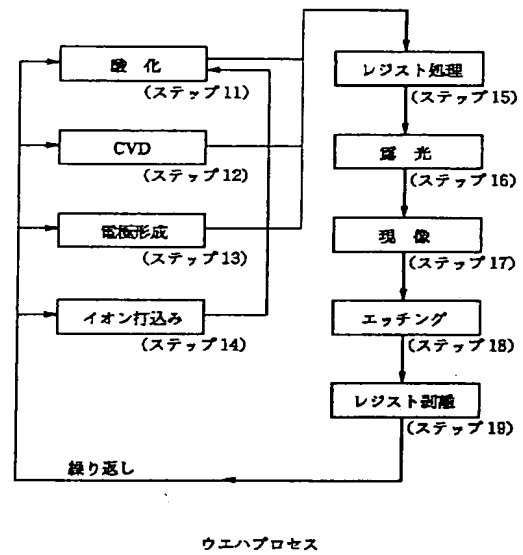 酸化
(ステップ11)
CVD
(ステップ12)
電極形成
(ステップ13)
イオン打込み
(ステップ14)
レジスト処理
(ステップ15)
露光
(ステップ16)
現像
(ステップ17)
エッチング
(ステップ18)
レジスト剥離
(ステップ19)
繰り返し
ウエハプロセス